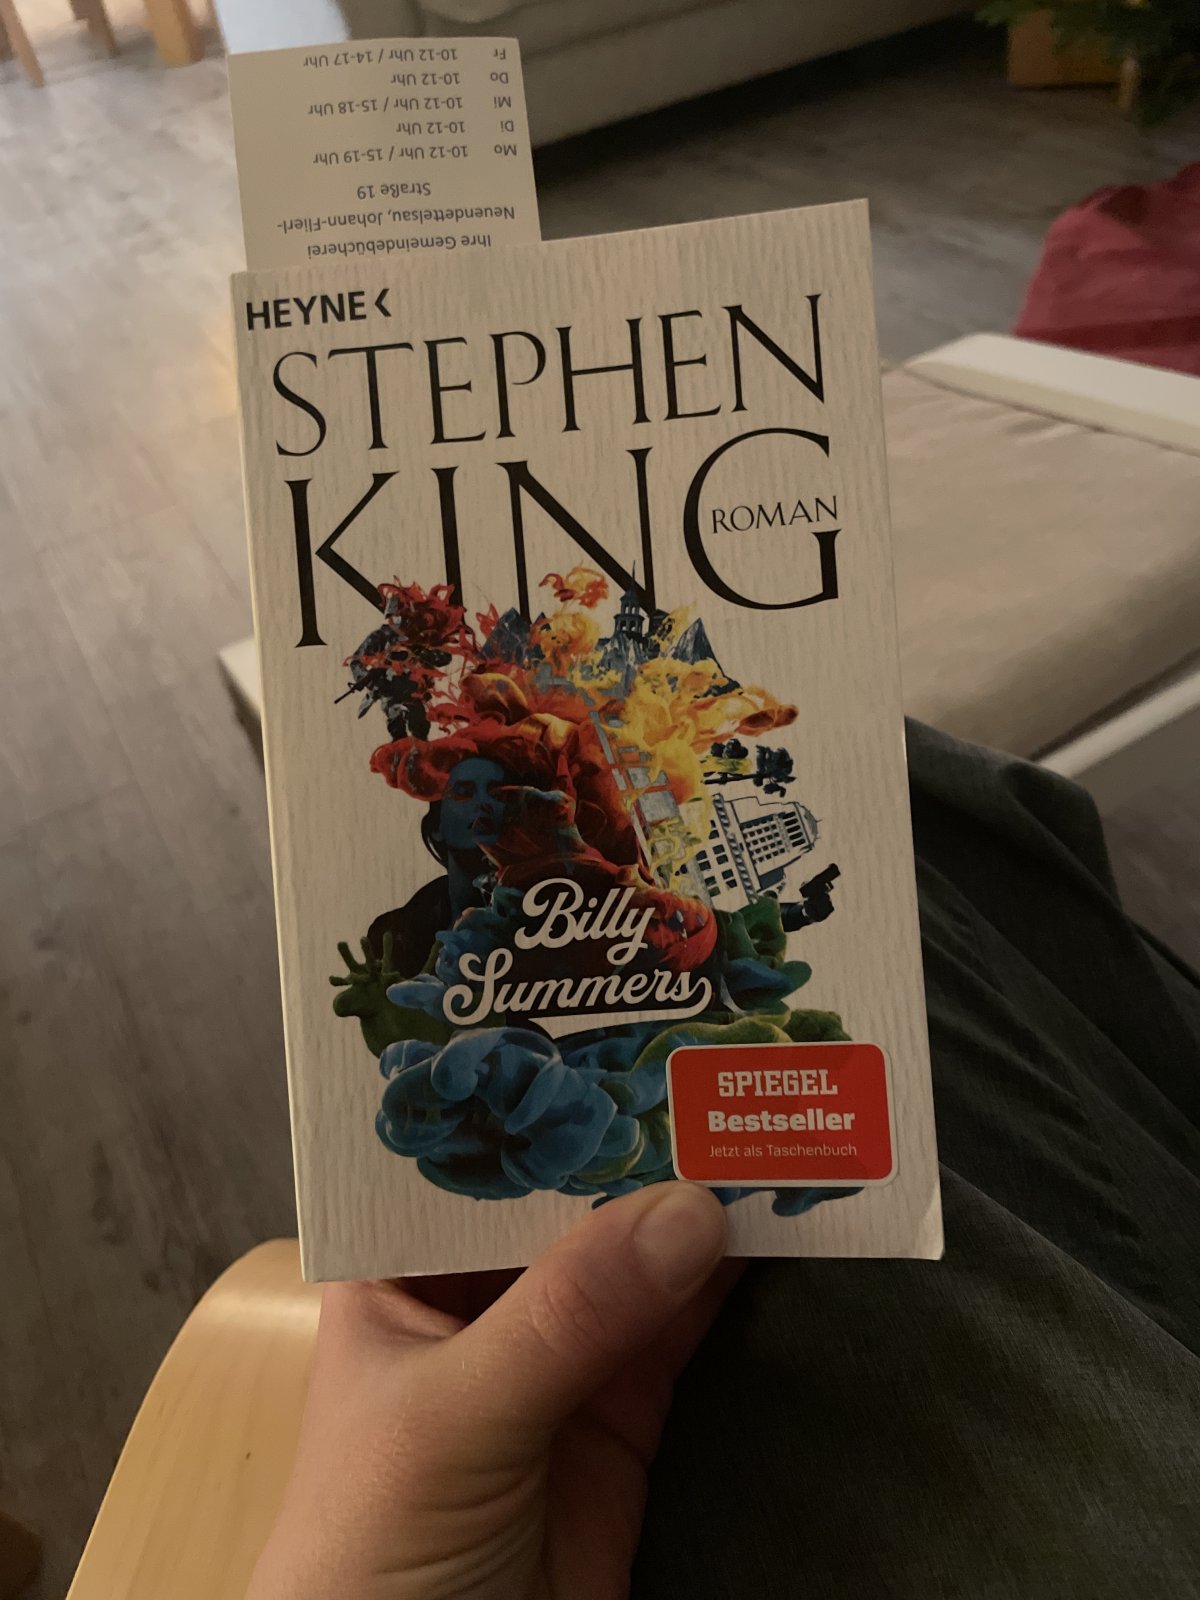 Ihre Gemeindebücherei
Neuendettelsau, Johann-Flierl-
Straße 19
Mo 10-12 Uhr / 15-19 Uhr
Di 10-12 Uhr
Mi 10-12 Uhr / 15-18 Uhr
Do 10-12 Uhr
Fr 10-12 Uhr / 14-17 Uhr
HEYNE
STEPHEN
KING
ROMAN
Billy
Summers
SPIEGEL
Bestseller
Jetzt als Taschenbuch